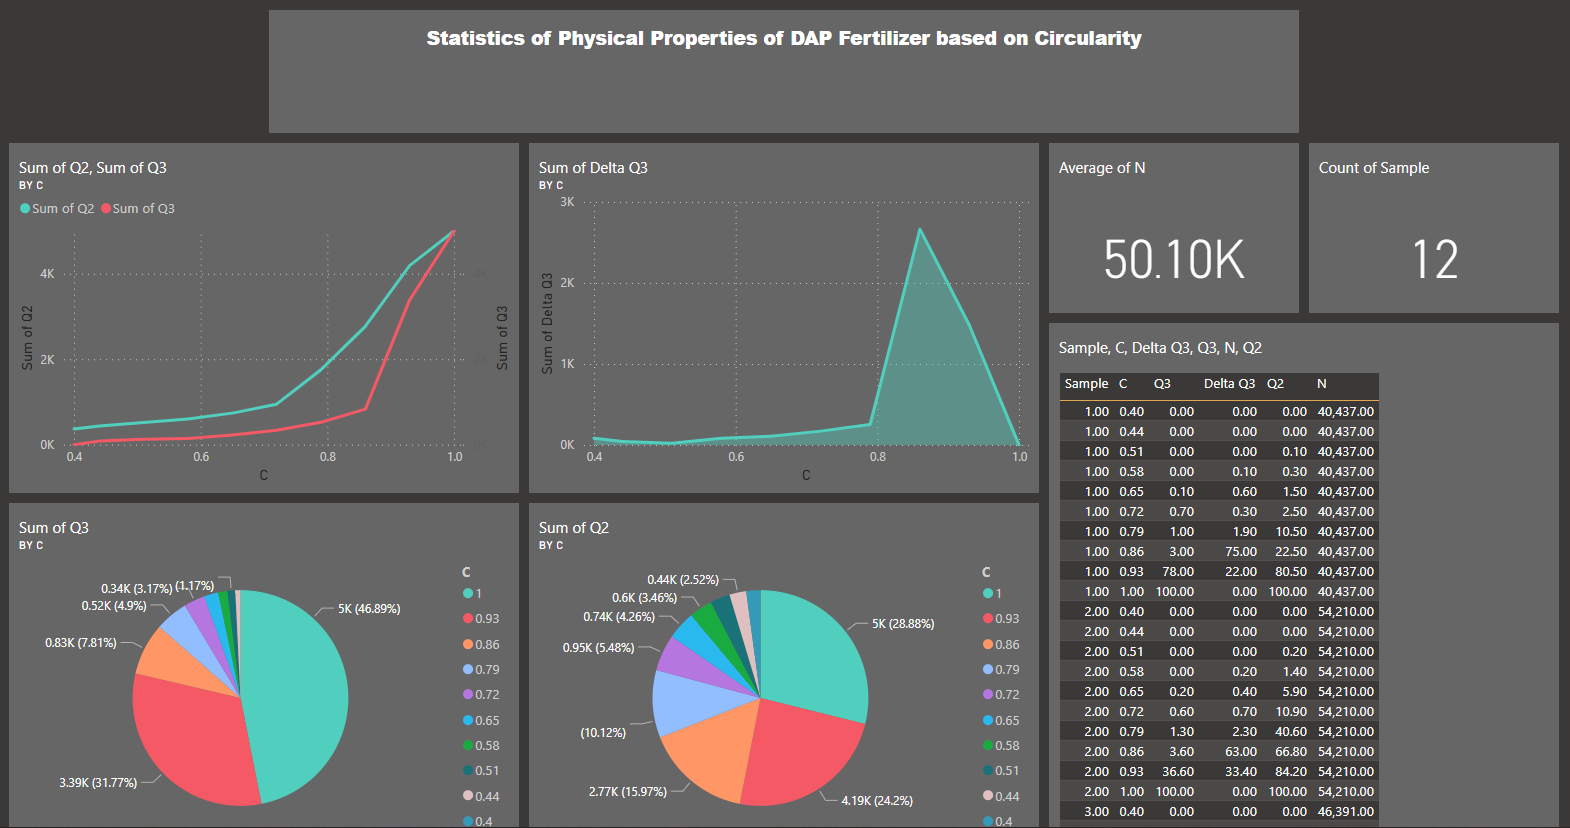 Statistics of Physical Properties of DAP Fertilizer based on Circularity
Sum of Q2, Sum of Q3
BY C
Sum of Q2 Sum of Q3
Sum of Q2
4K
2K
0K
4K
2K
0K
Sum of Q3
0.4 0.6 0.8 1.0
C
Sum of Delta Q3
BY C
Sum of Delta Q3
3K
2K
1K
0K
0.4 0.6 0.8 1.0
C
Average of N
50.10K
Count of Sample
12
Sum of Q3
BY C
0.34K (3.17%) (1.17%)
0.52K (4.9%)
0.83K (7.81%)
3.39K (31.77%)
5K (46.89%)
C
1
0.93
0.86
0.79
0.72
0.65
0.58
0.51
0.44
0.4
Sum of Q2
BY C
0.44K (2.52%)
0.6K (3.46%)
0.74K (4.26%)
0.95K (5.48%)
(10.12%)
2.77K (15.97%)
4.19K (24.2%)
5K (28.88%)
C
1
0.93
0.86
0.79
0.72
0.65
0.58
0.51
0.44
0.4
Sample, C, Delta Q3, Q3, N, Q2
Sample C Q3 Delta Q3 Q2 N
1.00 0.40 0.00 0.00 0.00 40,437.00
1.00 0.44 0.00 0.00 0.00 40,437.00
1.00 0.51 0.00 0.00 0.10 40,437.00
1.00 0.58 0.00 0.10 0.30 40,437.00
1.00 0.65 0.10 0.60 1.50 40,437.00
1.00 0.72 0.70 0.30 2.50 40,437.00
1.00 0.79 1.00 1.90 10.50 40,437.00
1.00 0.86 3.00 75.00 22.50 40,437.00
1.00 0.93 78.00 22.00 80.50 40,437.00
1.00 1.00 100.00 0.00 100.00 40,437.00
2.00 0.40 0.00 0.00 0.00 54,210.00
2.00 0.44 0.00 0.00 0.00 54,210.00
2.00 0.51 0.00 0.00 0.20 54,210.00
2.00 0.58 0.00 0.20 1.40 54,210.00
2.00 0.65 0.20 0.40 5.90 54,210.00
2.00 0.72 0.60 0.70 10.90 54,210.00
2.00 0.79 1.30 2.30 40.60 54,210.00
2.00 0.86 3.60 63.00 66.80 54,210.00
2.00 0.93 36.60 33.40 84.20 54,210.00
2.00 1.00 100.00 0.00 100.00 54,210.00
3.00 0.40 0.00 0.00 0.00 46,391.00